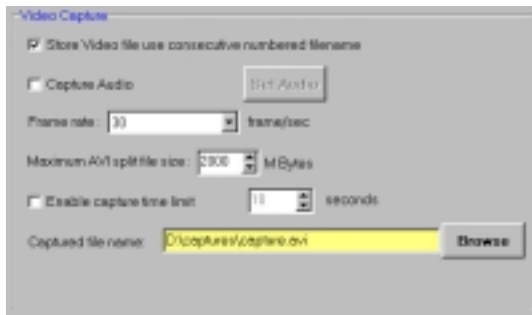 Video Capture
Store Video file use consecutive numbered filename
Capture Audio Set Audio
Frame rate: 30 frame/sec
Maximum AVI split file size: 2000 M Bytes
Enable capture time limit 10 seconds
Captured file name: D:\captures\capture.avi Browse